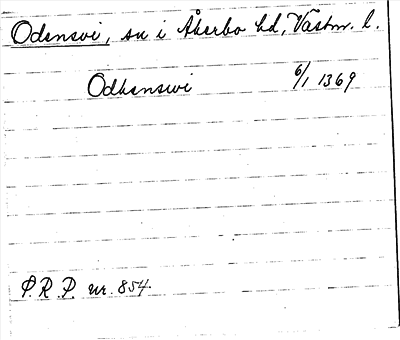 Odensvi, sn i Åkerbo hd, Västm. l.
Odhenswi 6/1 1369
P.R.P. nr. 854.